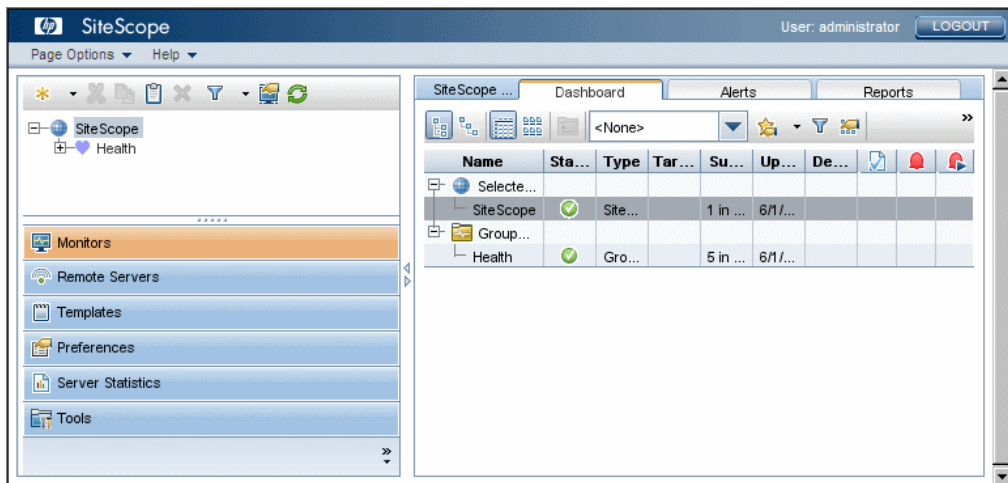 hp SiteScope User: administrator LOGOUT
Page Options Help
SiteScope
Health
Monitors
Remote Servers
Templates
Preferences
Server Statistics
Tools
SiteScope ... Dashboard Alerts Reports
<None>
Name Sta... Type Tar... Su... Up... De...
Selecte...
SiteScope Site... 1 in ... 6/1/...
Group...
Health Gro... 5 in ... 6/1/...